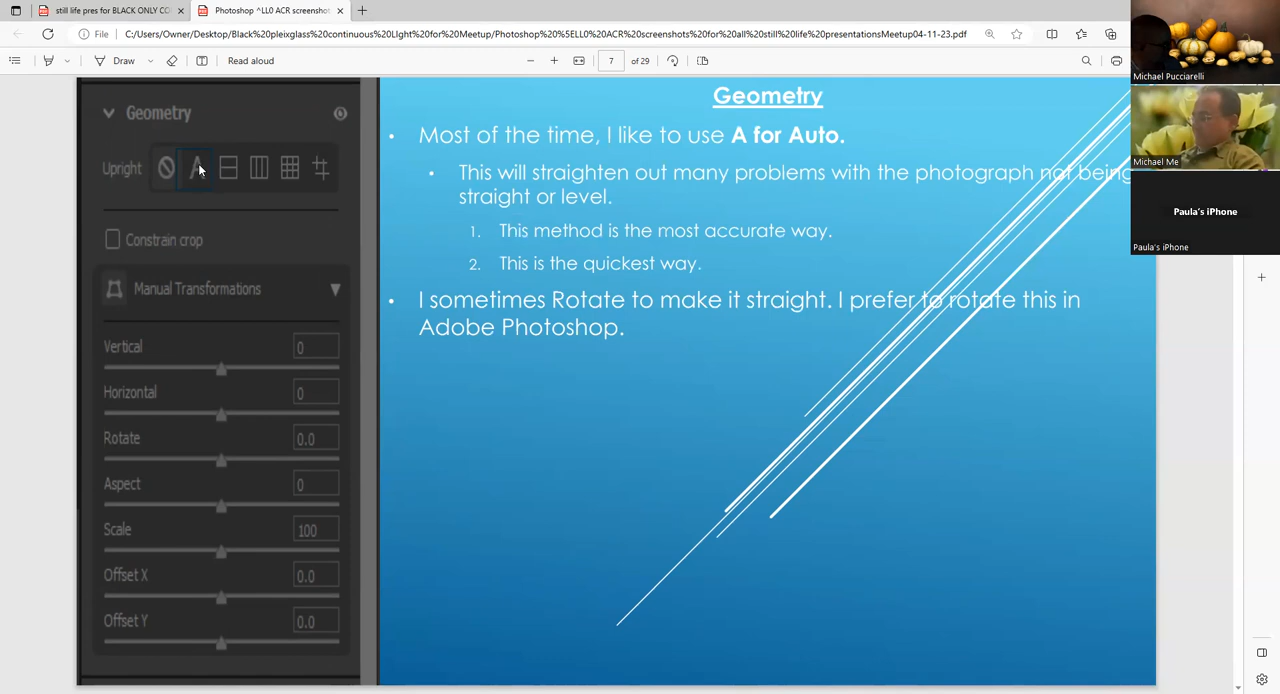 still life pres for BLACK ONLY CO
Photoshop ^LL0 ACR screenshots
File
C:/Users/Owner/Desktop/Black%20pleixglass%20continuous%20LIght%20for%20Meetup/Photoshop%20%5ELL0%20ACR%20screenshots%20for%20all%20still%20life%20presentationsMeetup04-11-23.pdf
Draw
Read aloud
7
of 29
Geometry
Upright
A
Constrain crop
Manual Transformations
Vertical
0
Horizontal
0
Rotate
0.0
Aspect
0
Scale
100
Offset X
0.0
Offset Y
0.0
Geometry
• Most of the time, I like to use A for Auto.
• This will straighten out many problems with the photograph not being
straight or level.
1. This method is the most accurate way.
2. This is the quickest way.
• I sometimes Rotate to make it straight. I prefer to rotate this in
Adobe Photoshop.
Michael Pucciarelli
Michael Me
Paula's iPhone
Paula's iPhone